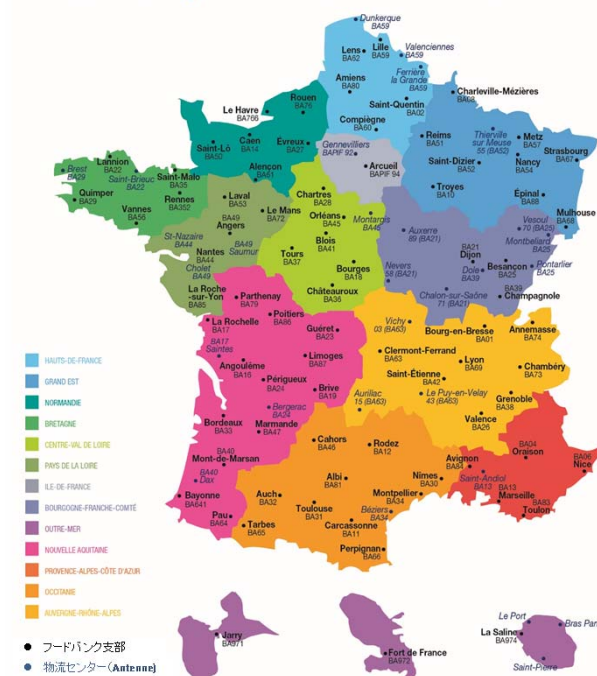 Dunkerque
BA59
Lille
BA59
Lens
BA62
Valenciennes
BA59
Ferrière
la Grande
BA59
Amiens
BA80
Saint-Quentin
BA02
Charleville-Mézières
BA08
Compiègne
BA60
Rouen
BA76
Le Havre
BA766
Caen
BA14
Saint-Lô
BA50
Évreux
BA27
Alençon
BA61
Gennevilliers
BAPIF 92
Arcueil
BAPIF 94
Reims
BA51
Thierville
sur Meuse
55 (BA52)
Metz
BA57
Nancy
BA54
Strasbourg
BA67
Saint-Dizier
BA52
Troyes
BA10
Épinal
BA88
Mulhouse
BA68
Lannion
BA22
Brest
BA29
Saint-Brieuc
BA22
Saint-Malo
BA35
Quimper
BA29
Rennes
BA352
Vannes
BA56
Laval
BA53
Le Mans
BA72
BA49
Angers
BA49
Saumur
St-Nazaire
BA44
Nantes
BA44
Cholet
BA49
La Roche
-sur-Yon
BA85
Chartres
BA28
Orléans
BA45
Montargis
BA45
Blois
BA41
Tours
BA37
Bourges
BA18
Châteauroux
BA36
Auxerre
89 (BA21)
Nevers
58 (BA21)
BA21
Dijon
Dole
BA39
Vesoul
70 (BA25)
Montbeliard
BA25
Besançon
BA25
Pontarlier
BA25
BA39
Champagnole
Chalon-sur-Saône
71 (BA21)
Parthenay
BA79
Poitiers
BA86
La Rochelle
BA17
BA17
Saintes
Guéret
BA23
Angoulême
BA16
Limoges
BA87
Périgueux
BA24
Brive
BA19
Bergerac
BA24
Bordeaux
BA33
Marmande
BA47
BA40
Mont-de-Marsan
BA40
Dax
Bayonne
BA641
Pau
BA64
Vichy
03 (BA63)
Bourg-en-Bresse
BA01
Annemasse
BA74
Clermont-Ferrand
BA63
Lyon
BA69
Chambéry
BA73
Saint-Étienne
BA42
Le Puy-en-Velay
43 (BA63)
Aurillac
15 (BA63)
Grenoble
BA38
Valence
BA26
Cahors
BA46
Rodez
BA12
Albi
BA81
Auch
BA32
Toulouse
BA31
Tarbes
BA65
Carcassonne
BA11
Perpignan
BA66
Nîmes
BA30
Montpellier
BA34
Béziers
BA34
Avignon
BA84
Saint-Andiol
BA13
BA04
Oraison
BA06
Nice
BA13
Marseille
BA83
Toulon
HAUTS-DE-FRANCE
GRAND EST
NORMANDIE
BRETAGNE
CENTRE-VAL DE LOIRE
PAYS DE LA LOIRE
ILE-DE-FRANCE
BOURGOGNE-FRANCHE-COMTÉ
OUTRE-MER
NOUVELLE AQUITAINE
PROVENCE-ALPES-CÔTE D'AZUR
OCCITANIE
AUVERGNE-RHÔNE-ALPES
Jarry
BA971
Fort de France
BA972
Le Port
Bras Pan
La Saline
BA974
Saint-Pierre
フードバンク支部
物流センター(Antenne)